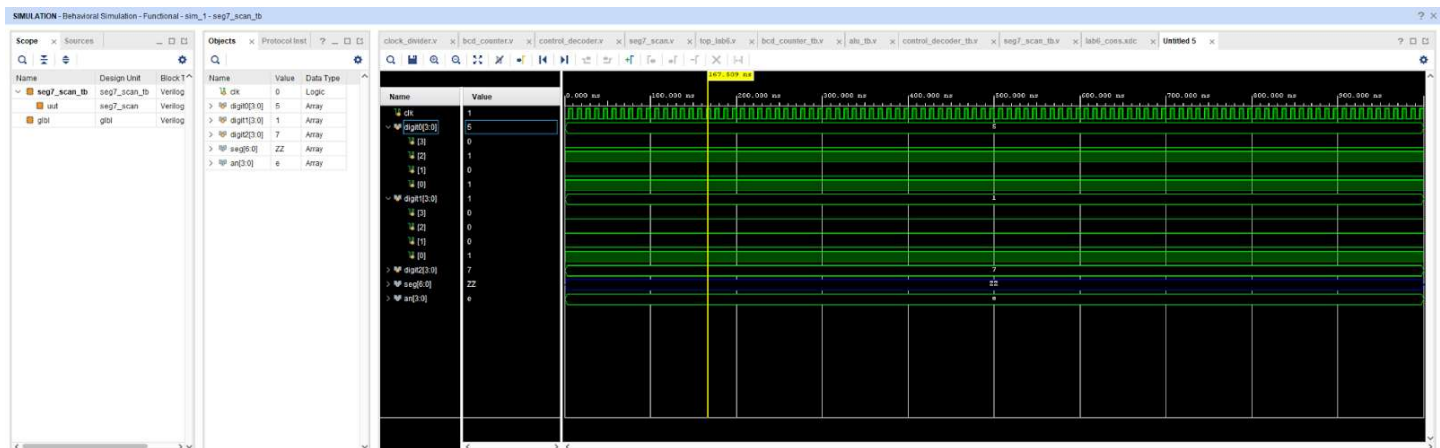 SIMULATION - Behavioral Simulation - Functional - sim_1 - seg7_scan_tb
Scope
Sources
Name Design Unit Block T
seg7_scan_tb seg7_scan_tb Verilog
uut seg7_scan Verilog
glbl glbl Verilog
Objects
Protocol Inst
Name Value Data Type
clk 0 Logic
digit0[3:0] 5 Array
digit1[3:0] 1 Array
digit2[3:0] 7 Array
seg[6:0] ZZ Array
an[3:0] e Array
clock_divider.v
bcd_counter.v
control_decoder.v
seg7_scan.v
top_lab6.v
bcd_counter_tb.v
alu_tb.v
control_decoder_tb.v
seg7_scan_tb.v
lab6_cons.xdc
Untitled 5
Name Value
clk 1
digit0[3:0] 5
[3] 0
[2] 1
[1] 0
[0] 1
digit1[3:0] 1
[3] 0
[2] 0
[1] 0
[0] 1
digit2[3:0] 7
seg[6:0] ZZ
an[3:0] e
0.000 ns 100.000 ns 200.000 ns 300.000 ns 400.000 ns 500.000 ns 600.000 ns 700.000 ns 800.000 ns 900.000 ns
5
1
7
ZZ
e